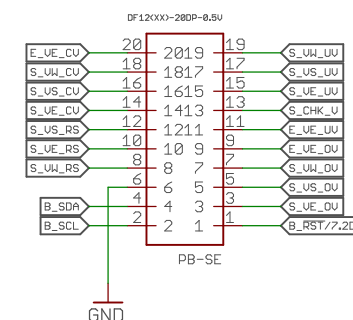 DF12(XX)-20DP-0.5V
E_VE_CV 20 2019 19 S_VW_UV
S_VW_CV 18 1817 17 S_VS_UV
S_VS_CV 16 1615 15 S_VE_UV
S_VE_CV 14 1413 13 S_CHK_V
S_VS_RS 12 1211 11 E_VE_UV
S_VE_RS 10 10 9 9 E_VE_OV
S_VW_RS 8 8 7 7 S_VW_OV
6 6 5 5 S_VS_OV
B_SDA 4 4 3 3 S_VE_OV
B_SCL 2 2 1 1 B_RST/7.2D
PB-SE
GND